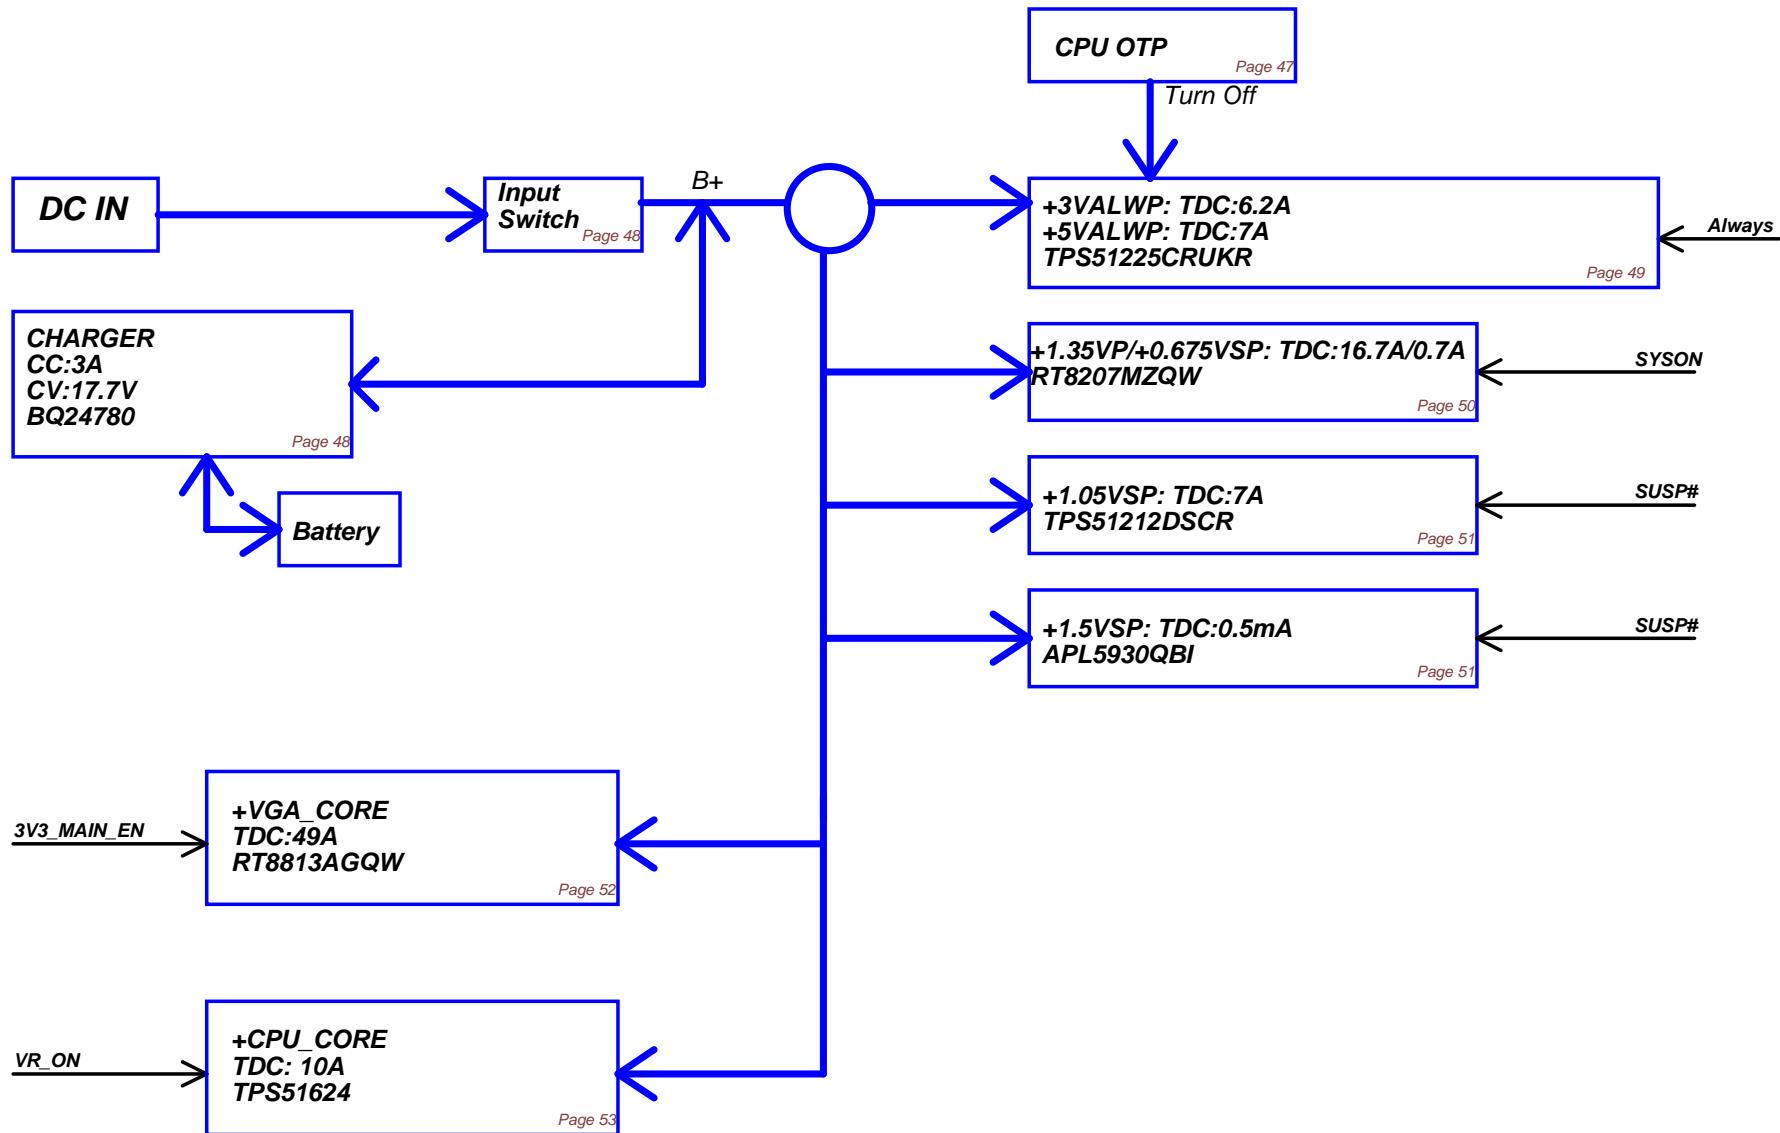 CPU OTP
Page 47
Turn Off
DC IN
Input
Switch
Page 48
B+
+3VALWP: TDC:6.2A
+5VALWP: TDC:7A
TPS51225CRUKR
Page 49
Always
CHARGER
CC:3A
CV:17.7V
BQ24780
Page 48
Battery
+1.35VP/+0.675VSP: TDC:16.7A/0.7A
RT8207MZQW
Page 50
SYSON
+1.05VSP: TDC:7A
TPS51212DSCR
Page 51
SUSP#
+1.5VSP: TDC:0.5mA
APL5930QBI
Page 51
SUSP#
3V3_MAIN_EN
+VGA_CORE
TDC:49A
RT8813AGQW
Page 52
VR_ON
+CPU_CORE
TDC: 10A
TPS51624
Page 53